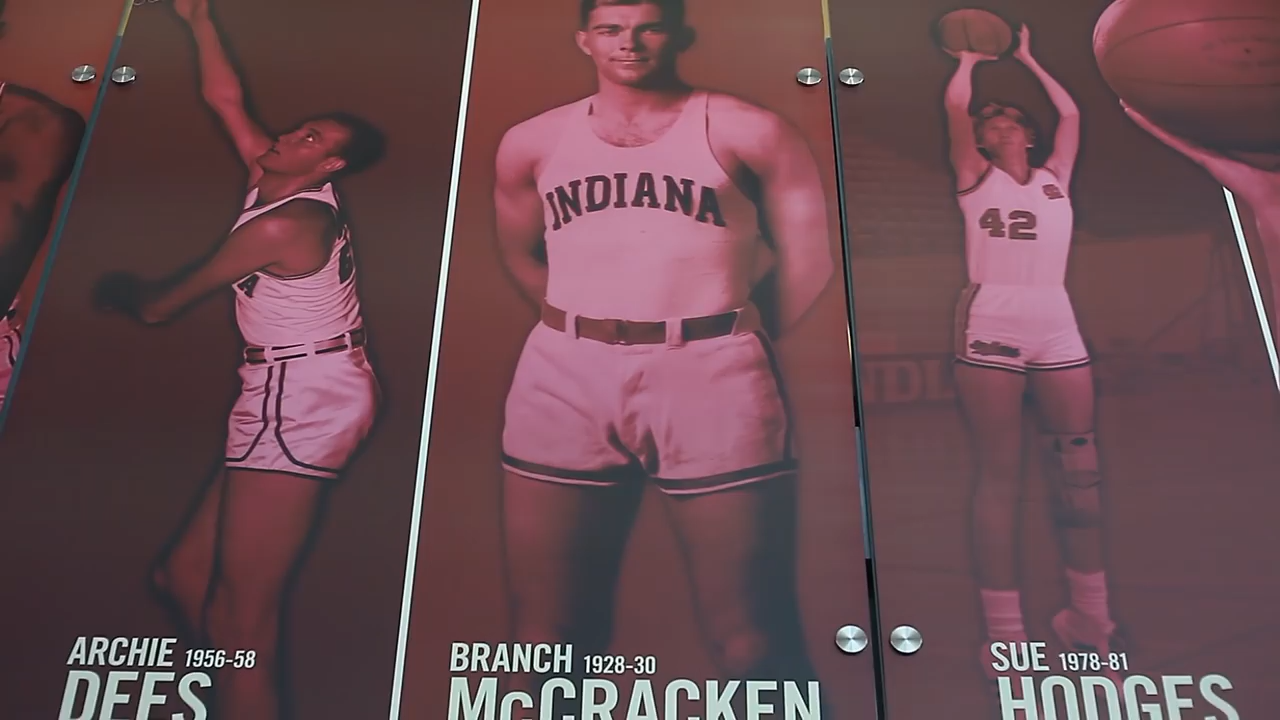 ARCHIE 1956-58
DEES
INDIANA
BRANCH 1928-30
McCRACKEN
42
SUE 1978-81
HODGES